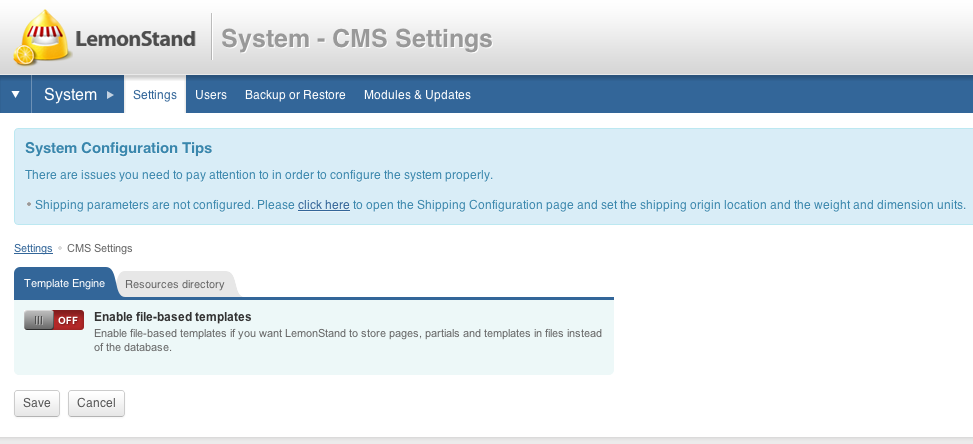 LemonStand
System - CMS Settings
System
Settings
Users
Backup or Restore
Modules & Updates
System Configuration Tips
There are issues you need to pay attention to in order to configure the system properly.
Shipping parameters are not configured. Please click here to open the Shipping Configuration page and set the shipping origin location and the weight and dimension units.
Settings
CMS Settings
Template Engine
Resources directory
OFF
Enable file-based templates
Enable file-based templates if you want LemonStand to store pages, partials and templates in files instead
of the database.
Save
Cancel